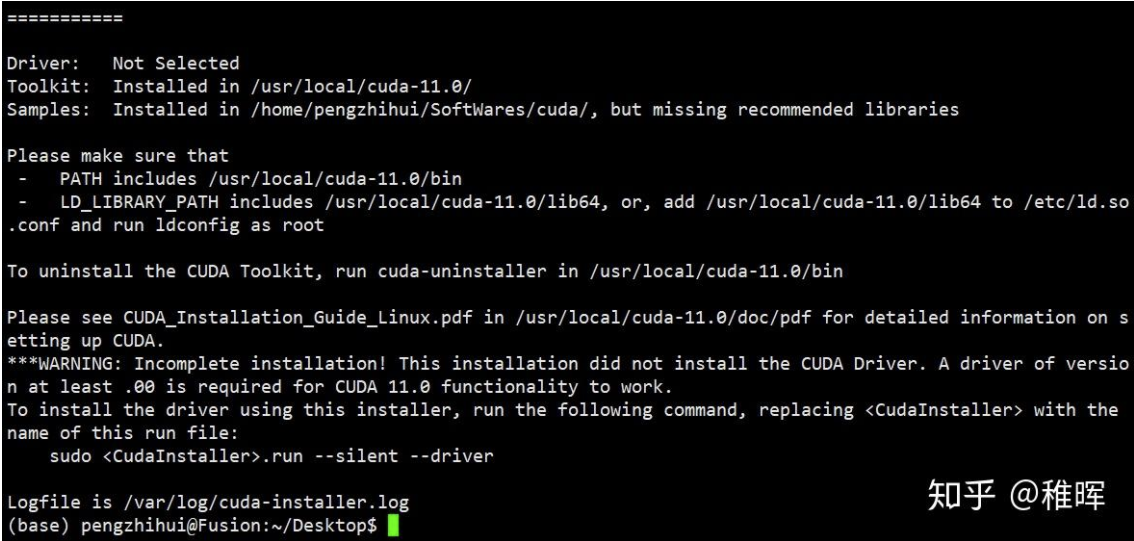 ===========
Driver:   Not Selected
Toolkit:  Installed in /usr/local/cuda-11.0/
Samples:  Installed in /home/pengzhihui/SoftWares/cuda/, but missing recommended libraries
Please make sure that
 -   PATH includes /usr/local/cuda-11.0/bin
 -   LD_LIBRARY_PATH includes /usr/local/cuda-11.0/lib64, or, add /usr/local/cuda-11.0/lib64 to /etc/ld.so
.conf and run ldconfig as root
To uninstall the CUDA Toolkit, run cuda-uninstaller in /usr/local/cuda-11.0/bin
Please see CUDA_Installation_Guide_Linux.pdf in /usr/local/cuda-11.0/doc/pdf for detailed information on s
etting up CUDA.
***WARNING: Incomplete installation! This installation did not install the CUDA Driver. A driver of versio
n at least .00 is required for CUDA 11.0 functionality to work.
To install the driver using this installer, run the following command, replacing <CudaInstaller> with the
name of this run file:
    sudo <CudaInstaller>.run --silent --driver
Logfile is /var/log/cuda-installer.log
(base) pengzhihui@Fusion:~/Desktop$
知乎 @稚晖